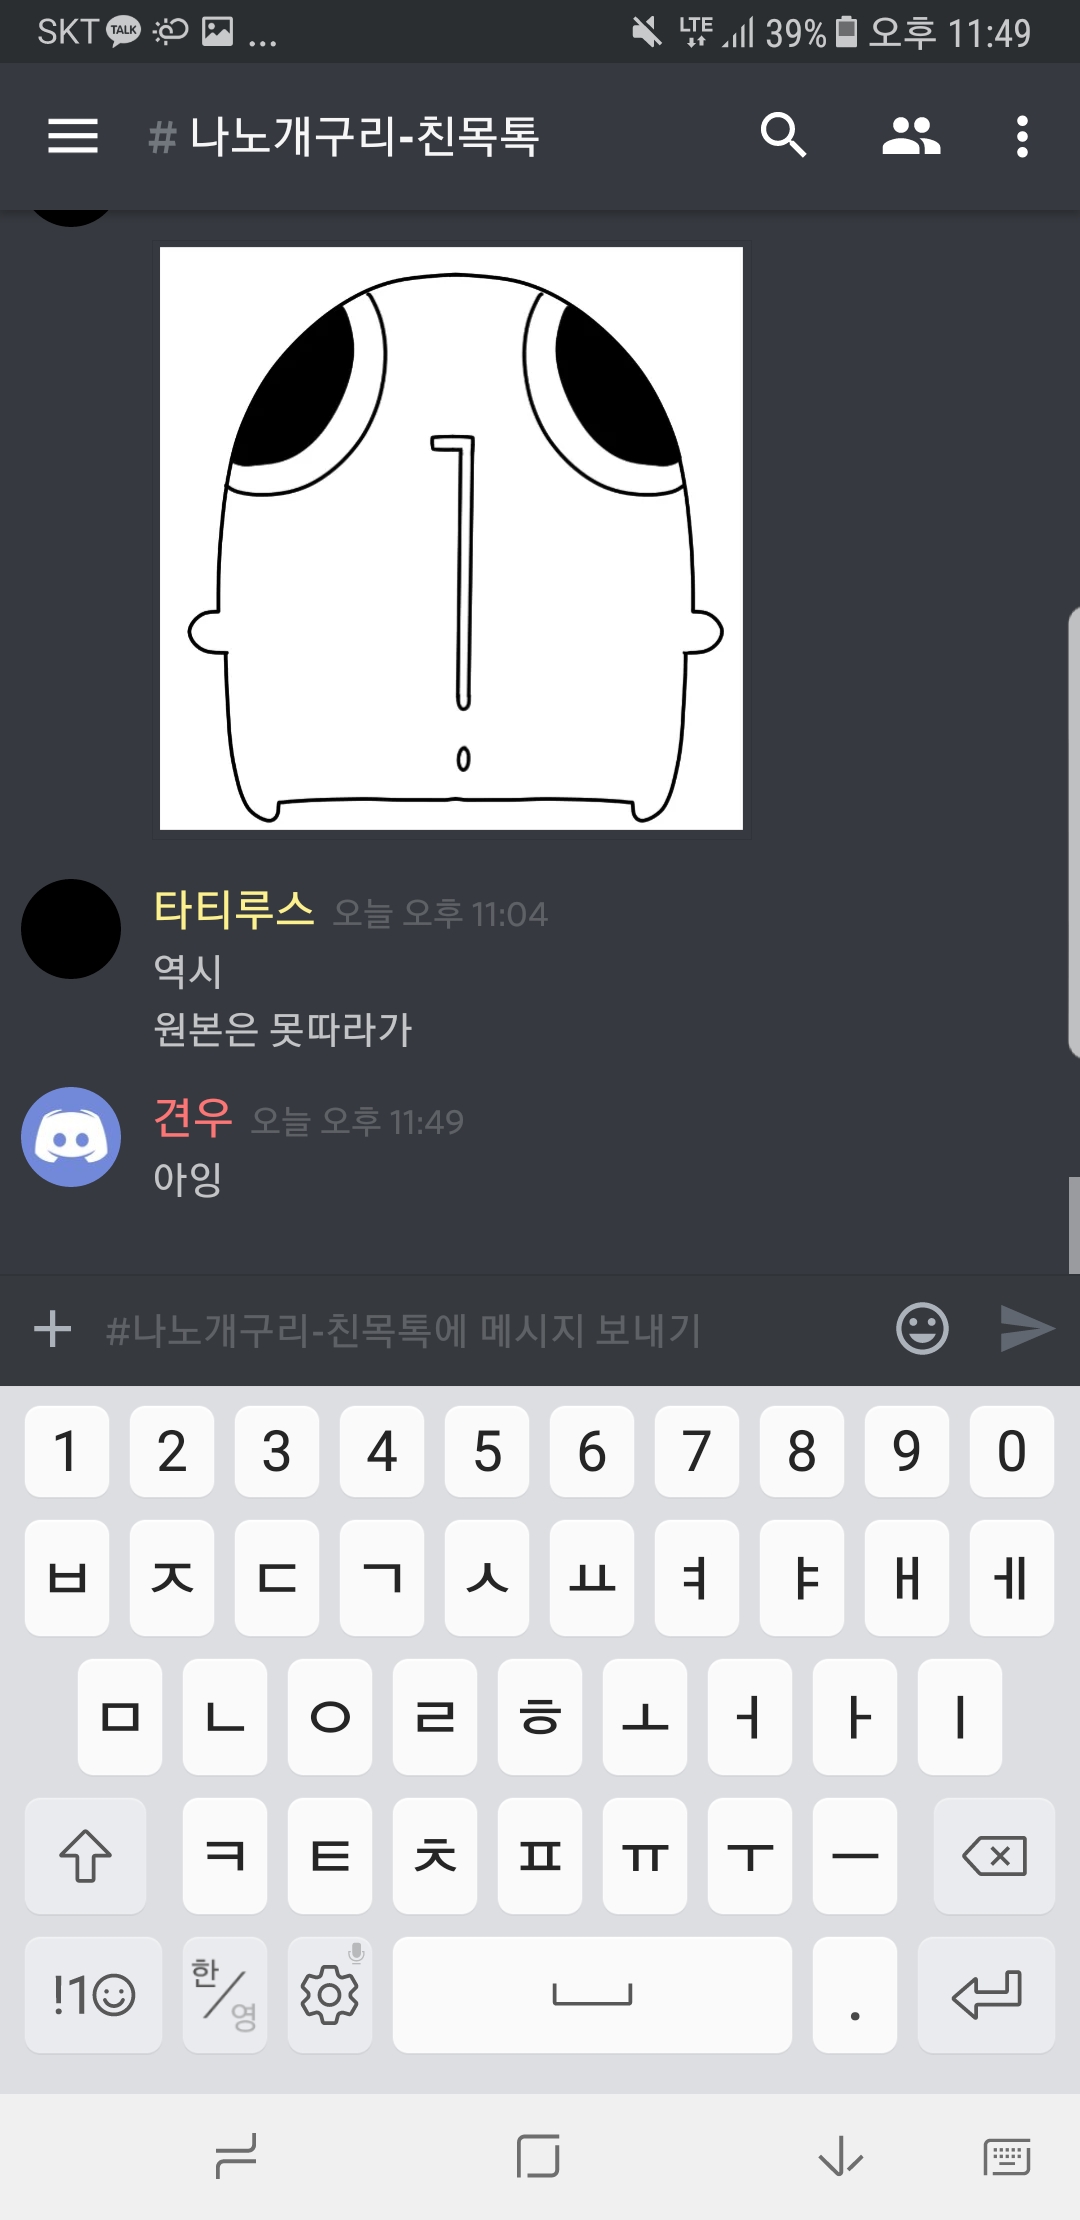 SKT TALK ... LTE 39% 오후 11:49
# 나노개구리-친목톡
타티루스 오늘 오후 11:04
역시
원본은 못따라가
견우 오늘 오후 11:49
아잉
#나노개구리-친목톡에 메시지 보내기
1 2 3 4 5 6 7 8 9 0
ㅂ ㅈ ㄷ ㄱ ㅅ ㅛ ㅕ ㅑ ㅐ ㅔ
ㅁ ㄴ ㅇ ㄹ ㅎ ㅗ ㅓ ㅏ ㅣ
ㅋ ㅌ ㅊ ㅍ ㅠ ㅜ ㅡ
!1☺ 한/영 .